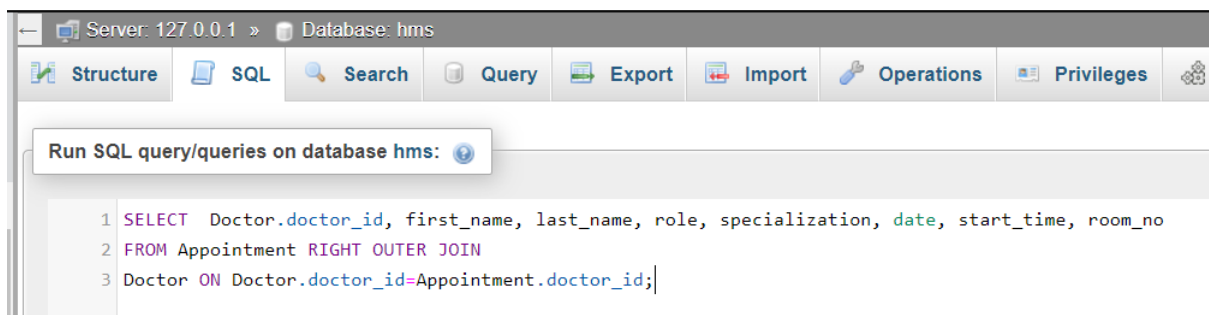 ← Server: 127.0.0.1 » Database: hms
Structure SQL Search Query Export Import Operations Privileges
Run SQL query/queries on database hms:
1 SELECT Doctor.doctor_id, first_name, last_name, role, specialization, date, start_time, room_no
2 FROM Appointment RIGHT OUTER JOIN
3 Doctor ON Doctor.doctor_id=Appointment.doctor_id;